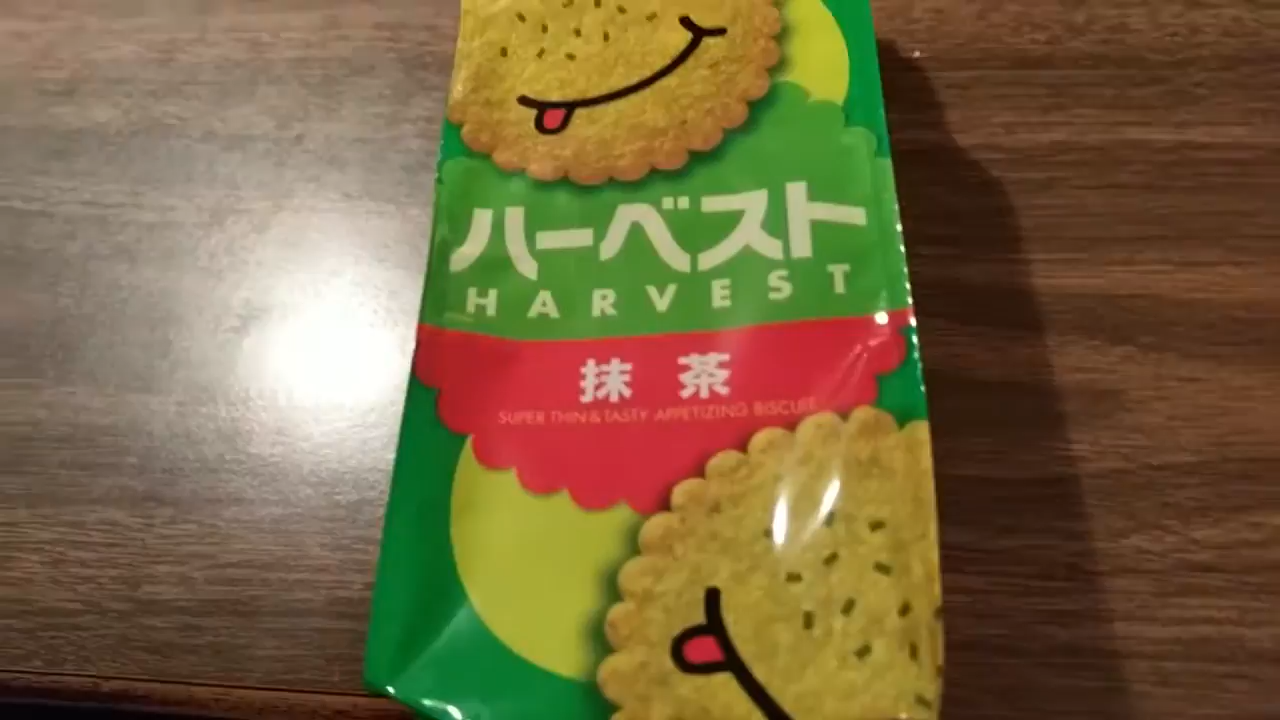 ハーベスト
HARVEST
抹茶
SUPER THIN & TASTY APPETIZING BISCUIT